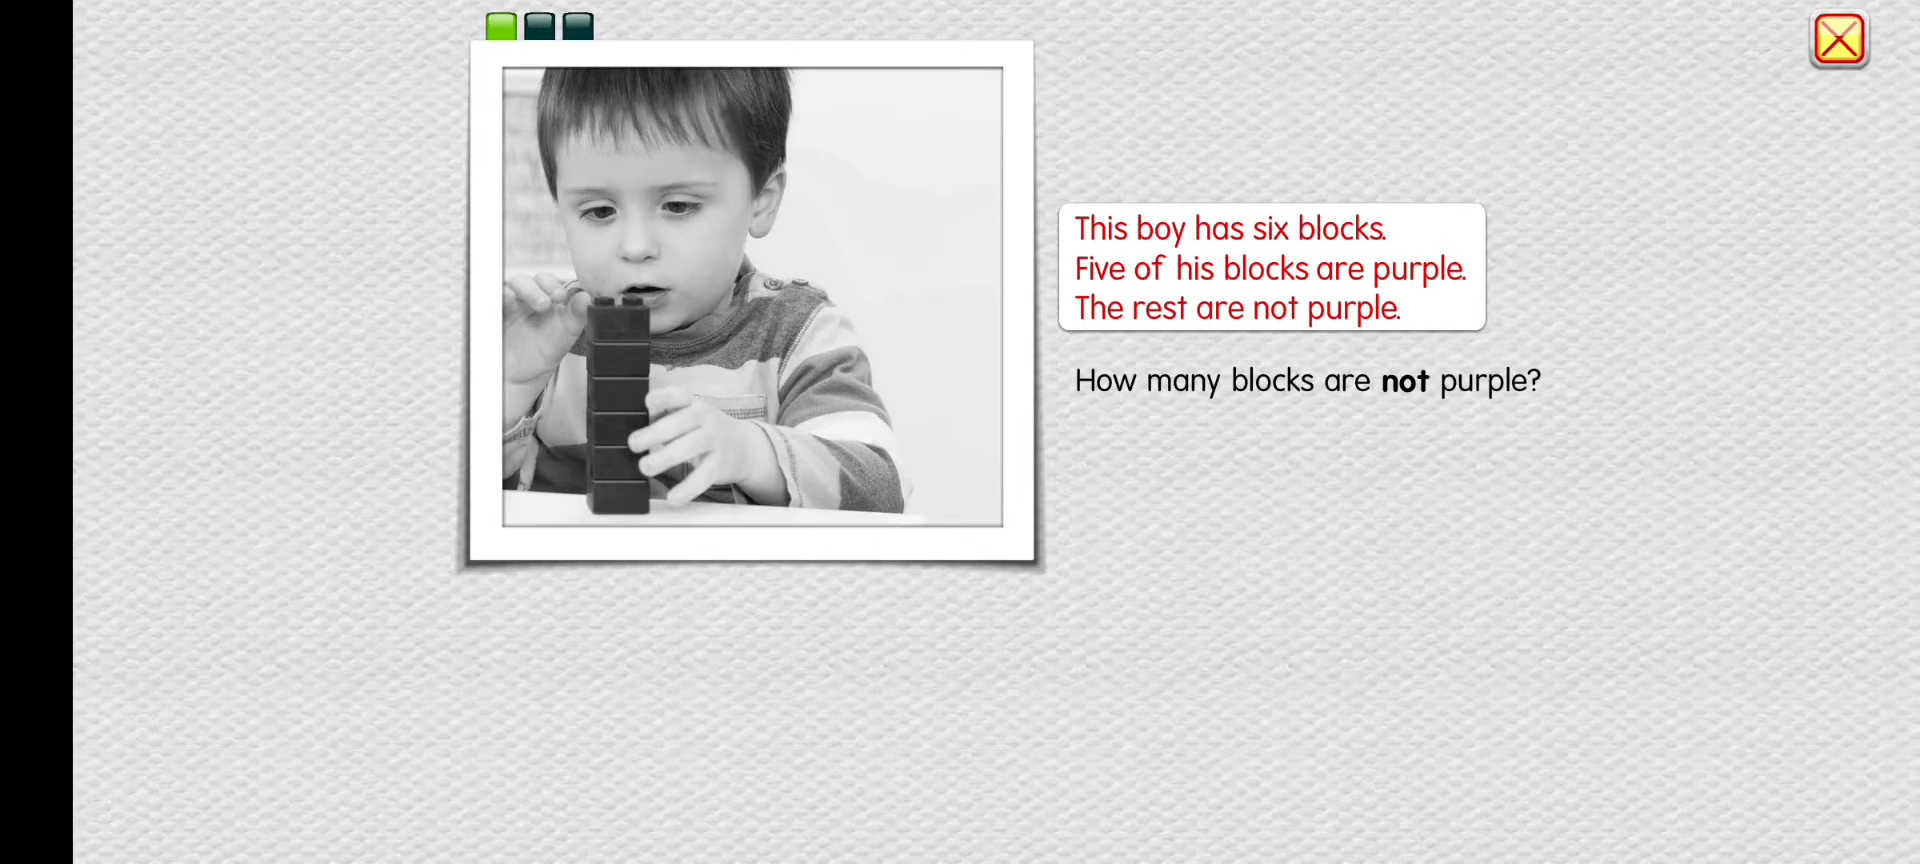 This boy has six blocks.
Five of his blocks are purple.
The rest are not purple.
How many blocks are not purple?